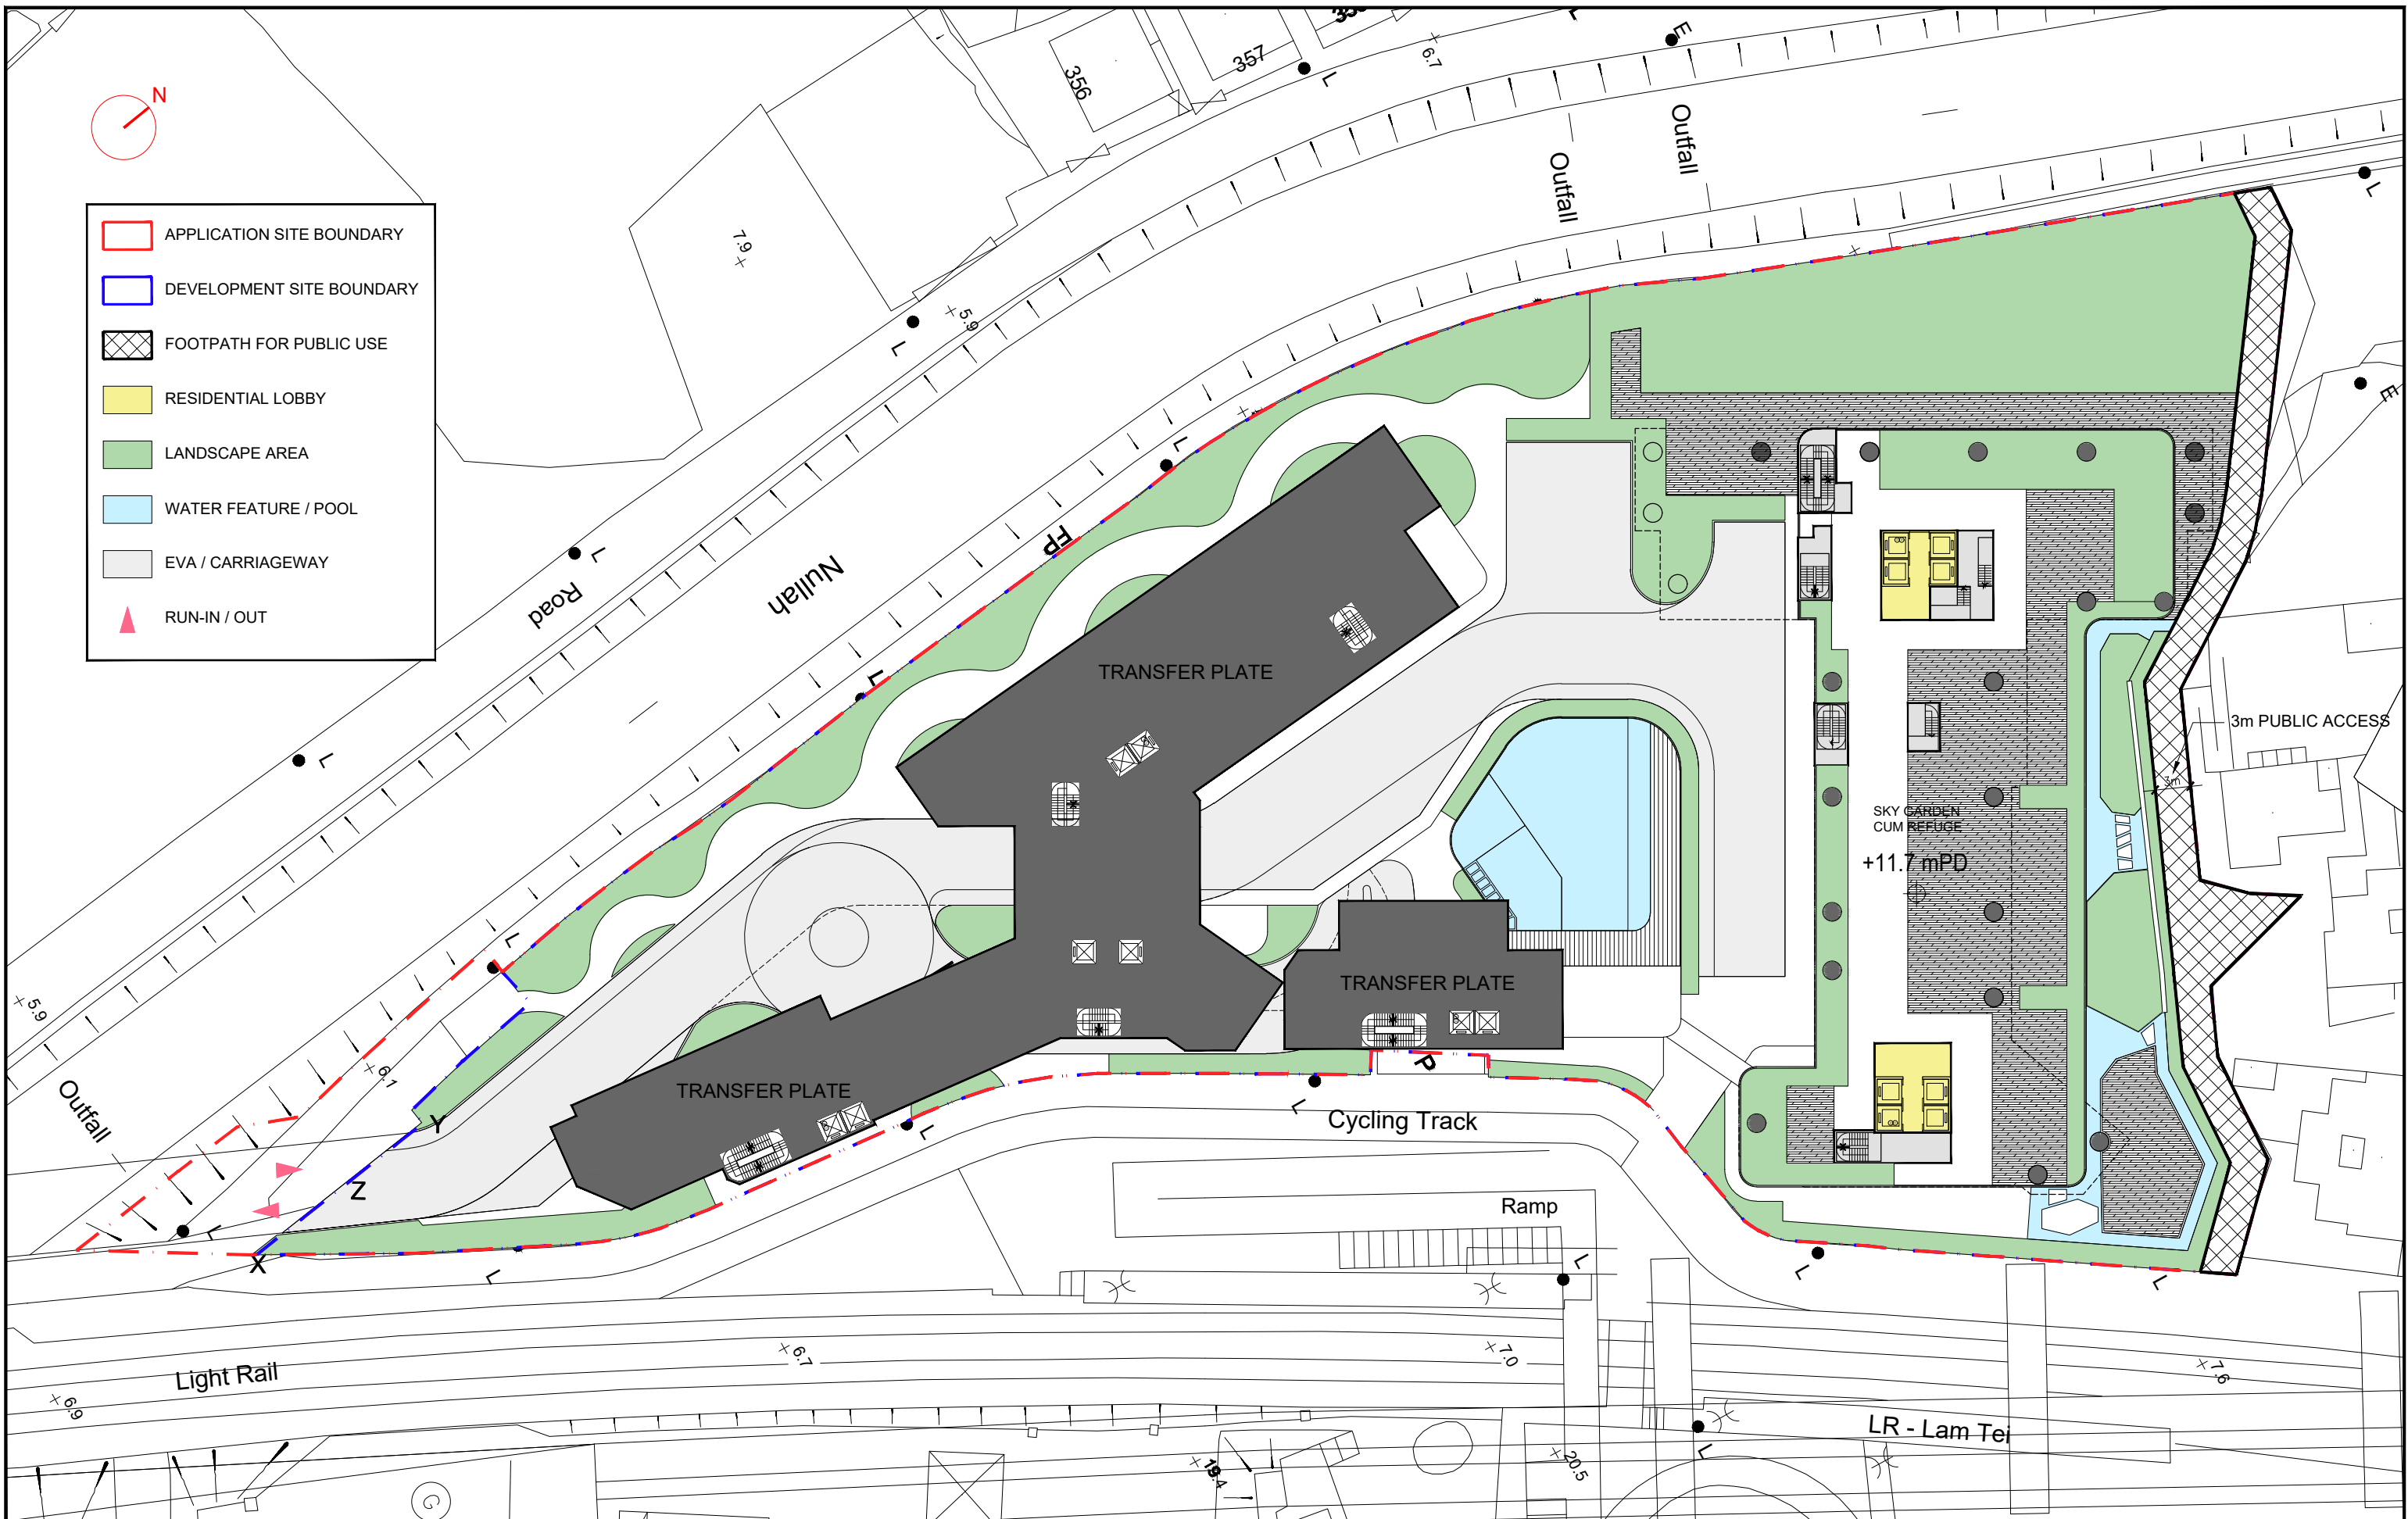 N
APPLICATION SITE BOUNDARY
DEVELOPMENT SITE BOUNDARY
FOOTPATH FOR PUBLIC USE
RESIDENTIAL LOBBY
LANDSCAPE AREA
WATER FEATURE / POOL
EVA / CARRIAGEWAY
RUN-IN / OUT
356
357
L
6.7
E
L
Outfall
Outfall
L
7.9
5.9
L
E
L
FP
Nullah
L
Road
L
L
TRANSFER PLATE
3m PUBLIC ACCESS
3m
SKY GARDEN
CUM REFUGE
+11.7 mPD
L
5.9
6.1
Outfall
TRANSFER PLATE
TRANSFER PLATE
P
Y
Z
X
L
L
L
L
Cycling Track
Ramp
L
L
L
Light Rail
6.9
6.7
7.0
7.6
LR - Lam Tei
L
19.4
20.5
G